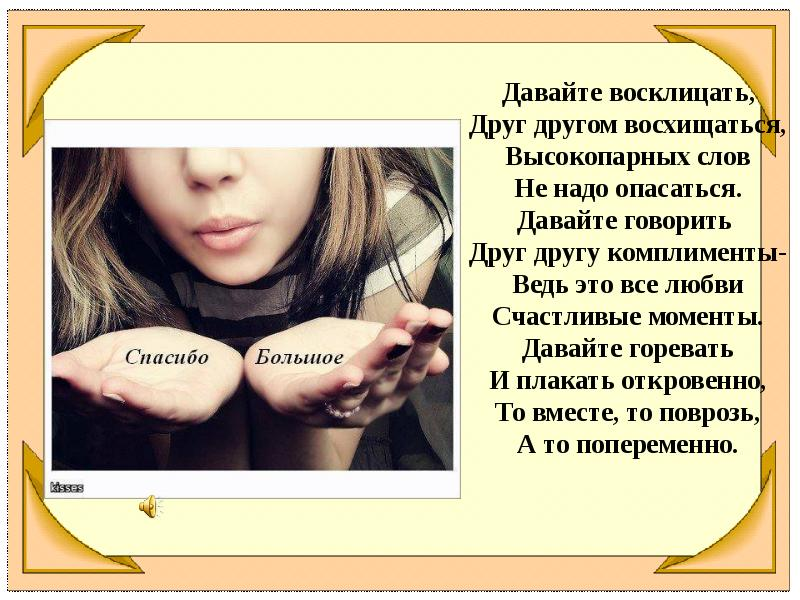 Давайте восклицать,
Друг другом восхищаться,
Высокопарных слов
Не надо опасаться.
Давайте говорить
Друг другу комплименты-
Ведь это все любви
Счастливые моменты.
Давайте горевать
И плакать откровенно,
То вместе, то поврозь,
А то попеременно.
Спасибо Большое
kisses